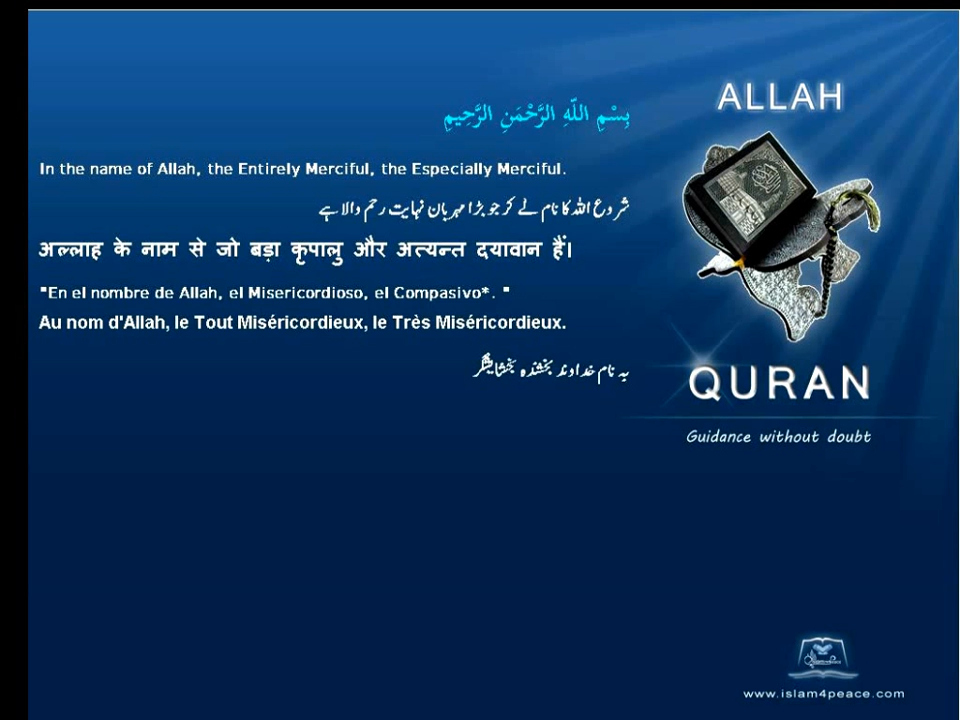 بِسْمِ اللّهِ الرَّحْمَنِ الرَّحِيمِ
In the name of Allah, the Entirely Merciful, the Especially Merciful.
شروع الله کا نام لے کر جو بڑا مہربان نہایت رحم والا ہے
अल्लाह के नाम से जो बड़ा कृपालु और अत्यन्त दयावान हैं।
"En el nombre de Allah, el Misericordioso, el Compasivo*. "
Au nom d'Allah, le Tout Miséricordieux, le Très Miséricordieux.
به نام خداوند بخشنده بخشایشگر
ALLAH
QURAN
Guidance without doubt
www.islam4peace.com